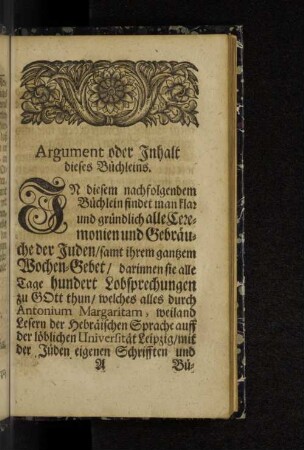 Argument oder Inhalt
dieses Büchleins.
IN diesem nachfolgendem
Büchlein findet man klar
und gründlich alle Cere-
monien und Gebräu-
che der Juden/samt ihrem gantzem
Wochen-Gebet/ darinnen sie alle
Tage hundert Lobsprechungen
zu GOtt thun/ welches alles durch
Antonium Margaritam, weiland
Lesern der Hebräischen Sprache auff
der löblichen Universität Leipzig/mit
der Jüden eigenen Schrifften und
A Bü-